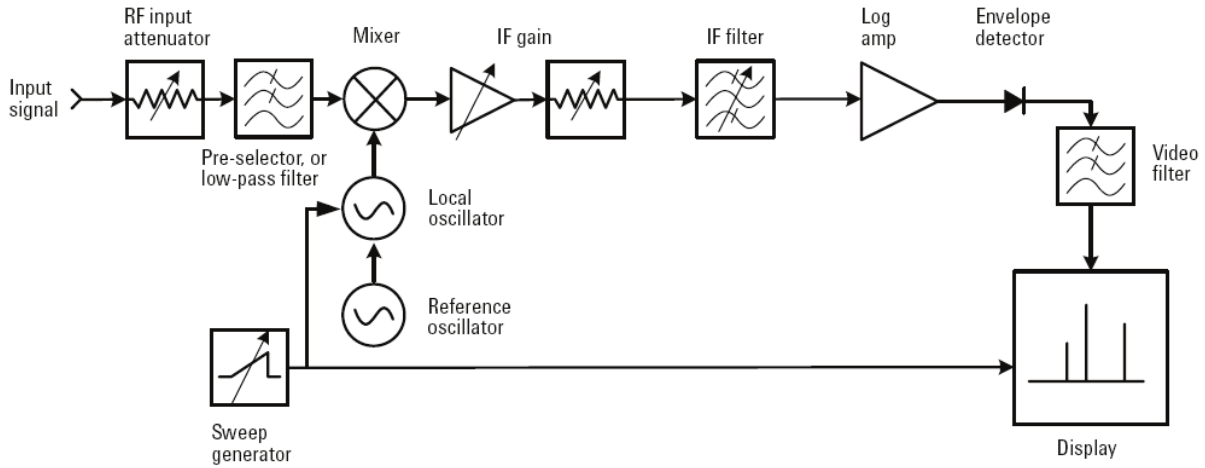 RF input
attenuator
Mixer
IF gain
IF filter
Log
amp
Envelope
detector
Input
signal
Pre-selector, or
low-pass filter
Local
oscillator
Video
filter
Reference
oscillator
Sweep
generator
Display